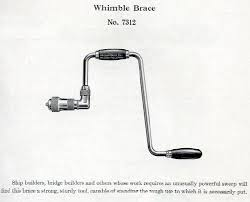 Whimble Brace
No. 7312
Ship builders, bridge builders and others whose work requires an unusually powerful sweep will
find this brace a strong, sturdy tool, capable of standing the rough use to which it is necessarily put.